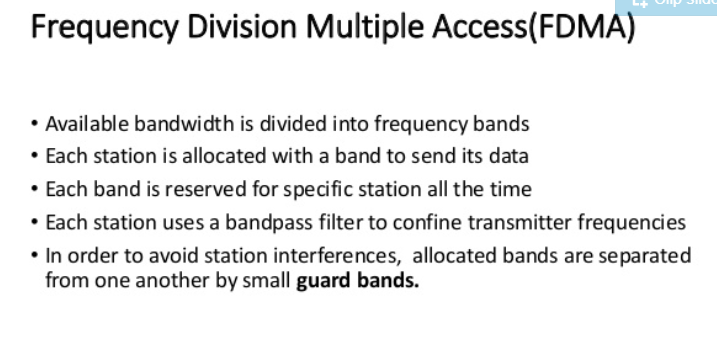 Clip slide
Frequency Division Multiple Access(FDMA)
• Available bandwidth is divided into frequency bands
• Each station is allocated with a band to send its data
• Each band is reserved for specific station all the time
• Each station uses a bandpass filter to confine transmitter frequencies
• In order to avoid station interferences, allocated bands are separated
from one another by small guard bands.